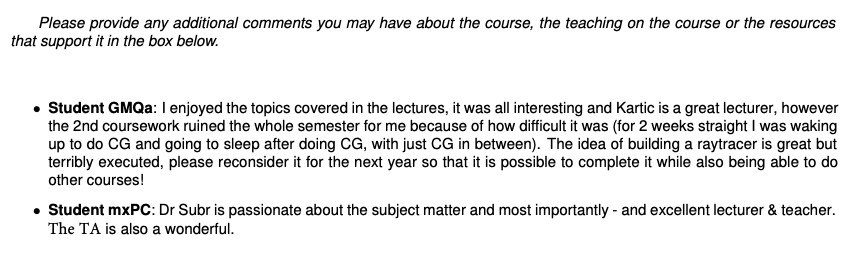 Please provide any additional comments you may have about the course, the teaching on the course or the resources
that support it in the box below.
• Student GMQa: I enjoyed the topics covered in the lectures, it was all interesting and Kartic is a great lecturer, however
the 2nd coursework ruined the whole semester for me because of how difficult it was (for 2 weeks straight I was waking
up to do CG and going to sleep after doing CG, with just CG in between). The idea of building a raytracer is great but
terribly executed, please reconsider it for the next year so that it is possible to complete it while also being able to do
other courses!
• Student mxPC: Dr Subr is passionate about the subject matter and most importantly - and excellent lecturer & teacher.
The TA is also a wonderful.